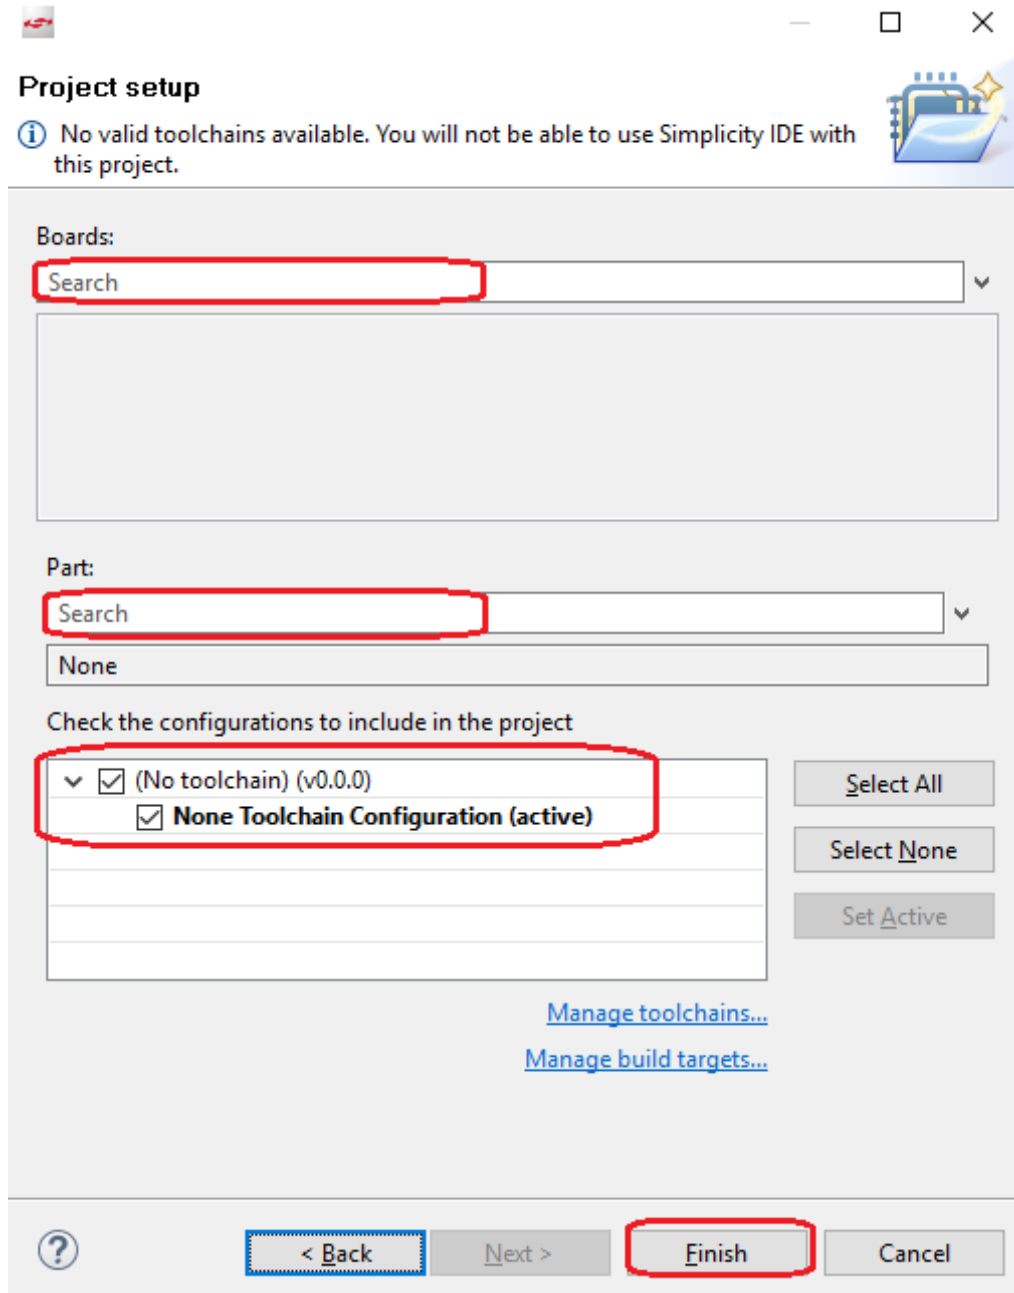 Project setup
No valid toolchains available. You will not be able to use Simplicity IDE with
this project.
Boards:
Search
Part:
Search
None
Check the configurations to include in the project
(No toolchain) (v0.0.0)
Select All
None Toolchain Configuration (active)
Select None
Set Active
Manage toolchains...
Manage build targets...
? < Back Next > Finish Cancel